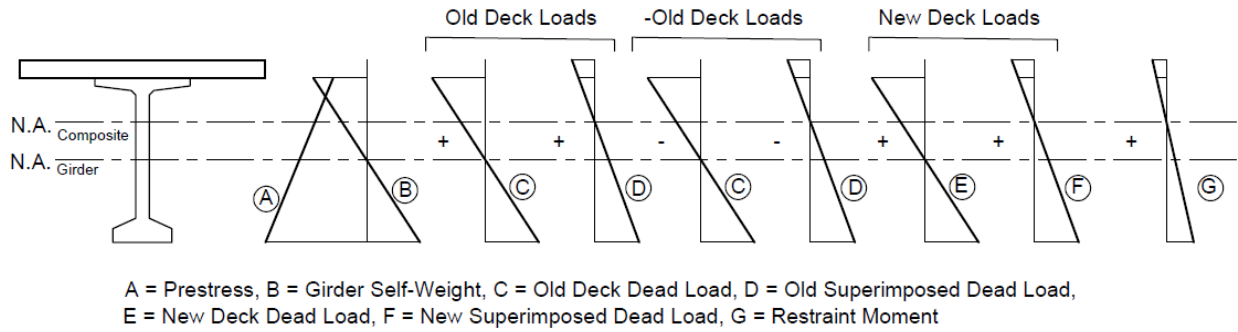 Old Deck Loads
-Old Deck Loads
New Deck Loads
N.A. Composite
N.A. Girder
A
B
+
C
+
D
-
C
-
D
+
E
+
F
+
G
A = Prestress, B = Girder Self-Weight, C = Old Deck Dead Load, D = Old Superimposed Dead Load,
E = New Deck Dead Load, F = New Superimposed Dead Load, G = Restraint Moment